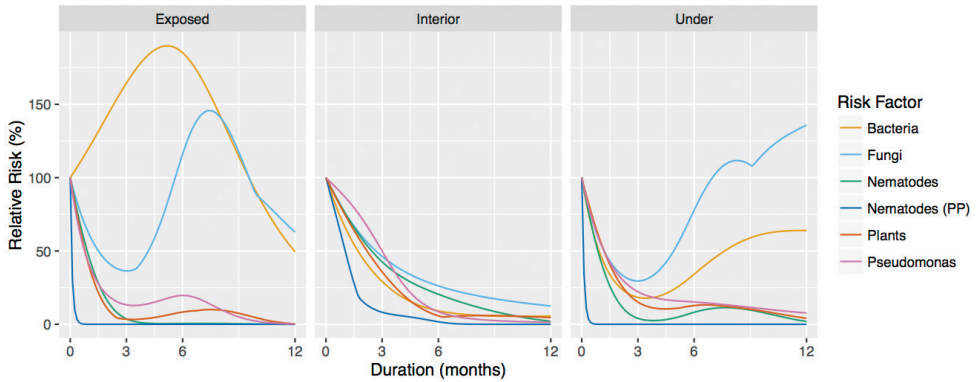 Exposed
Interior
Under
Relative Risk (%)
150
100
50
0
0 3 6 12
0 3 6 12
0 3 6 12
Duration (months)
Risk Factor
Bacteria
Fungi
Nematodes
Nematodes (PP)
Plants
Pseudomonas